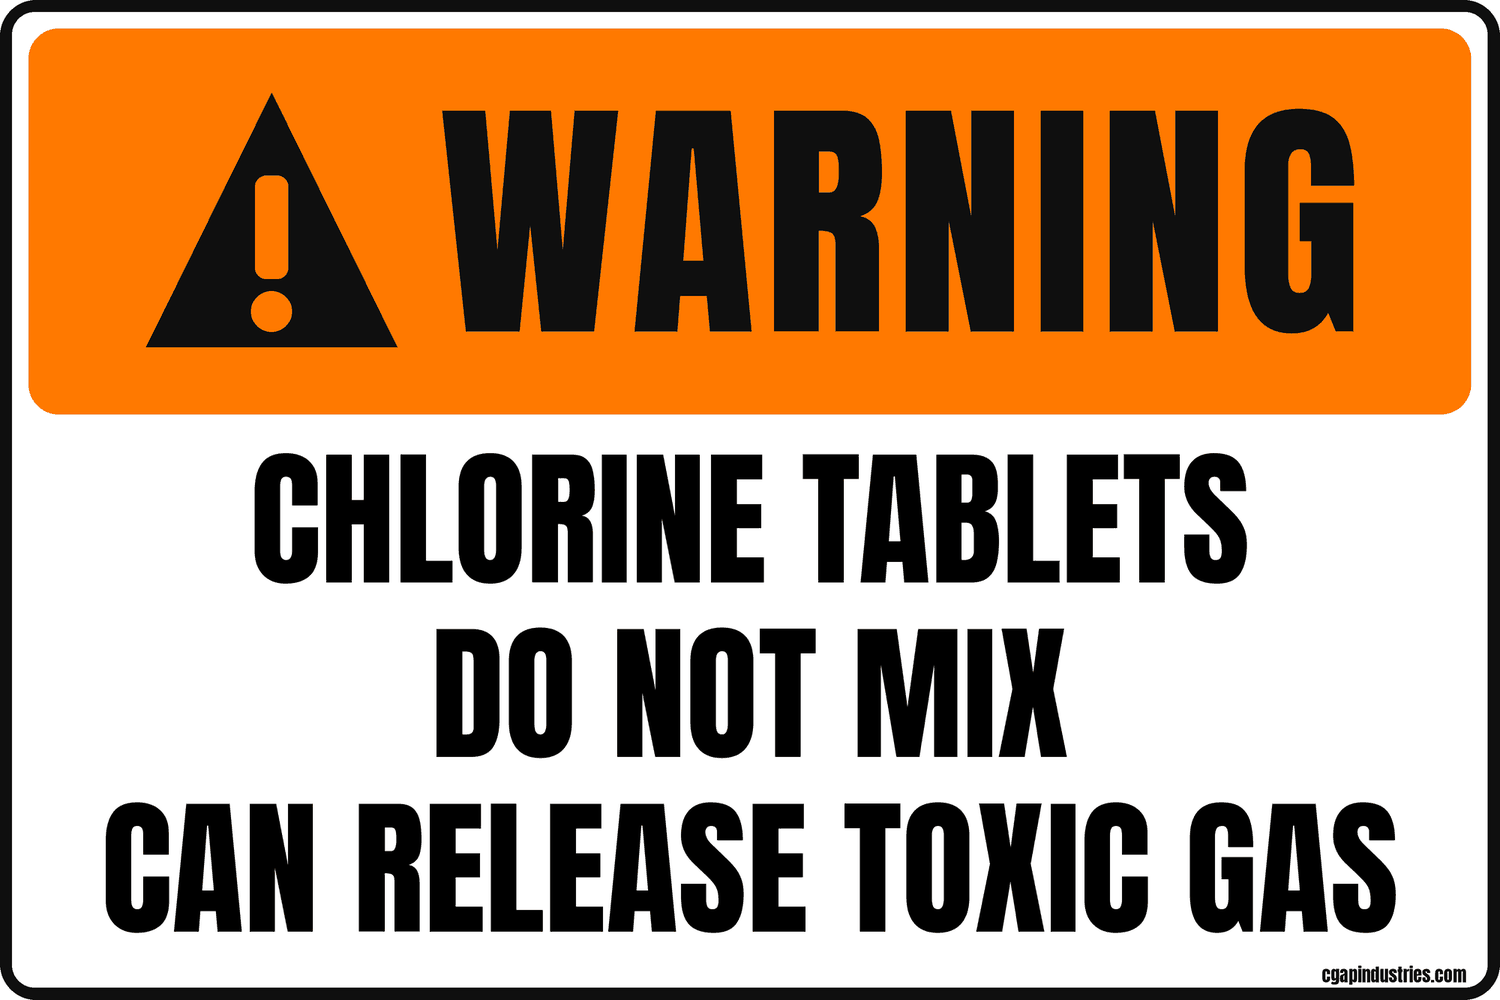 WARNING
CHLORINE TABLETS
DO NOT MIX
CAN RELEASE TOXIC GAS
cgapindustries.com